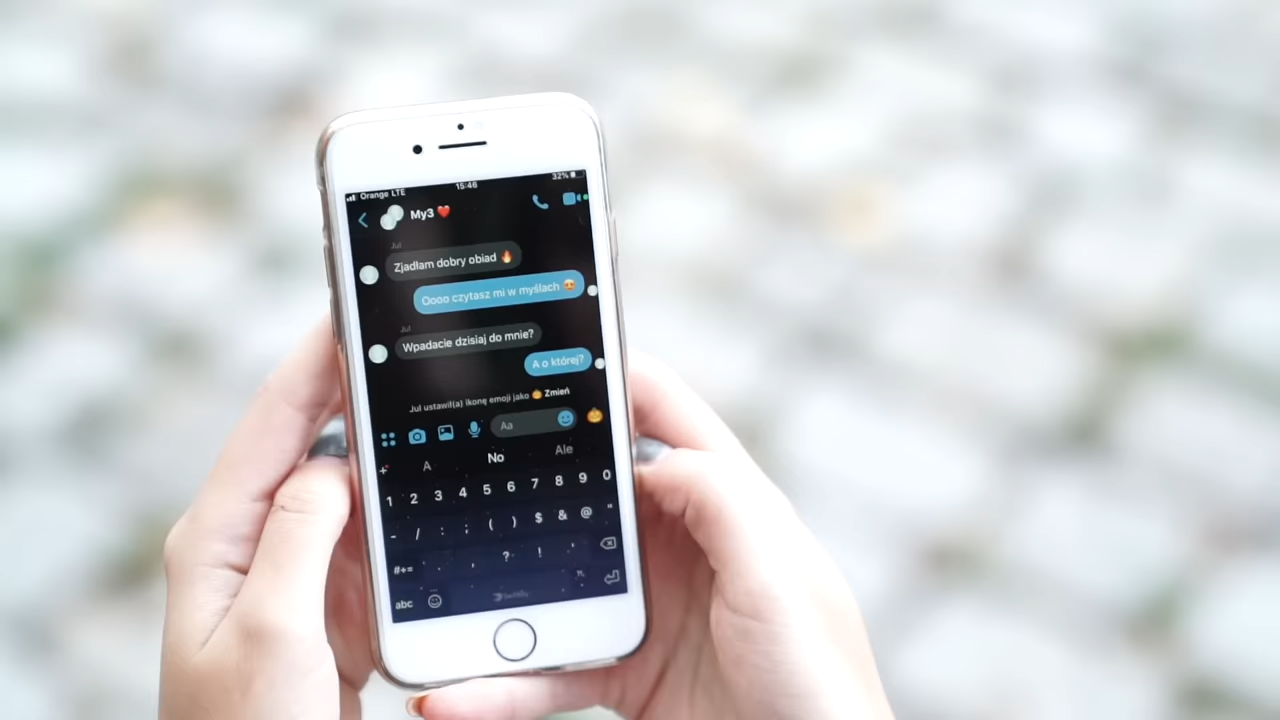 Orange LTE 15:46 32%
My3 ❤️
Jul
Zjadłam dobry obiad 🔥
Oooo czytasz mi w myślach 🥰
Jul
Wpadacie dzisiaj do mnie?
A o której?
Jul ustawił(a) ikonę emoji jako 🎃 Zmień
Aa
A No Ale
1 2 3 4 5 6 7 8 9 0
- / : ; ( ) $ & @ "
#+= . , ? ! '
abc